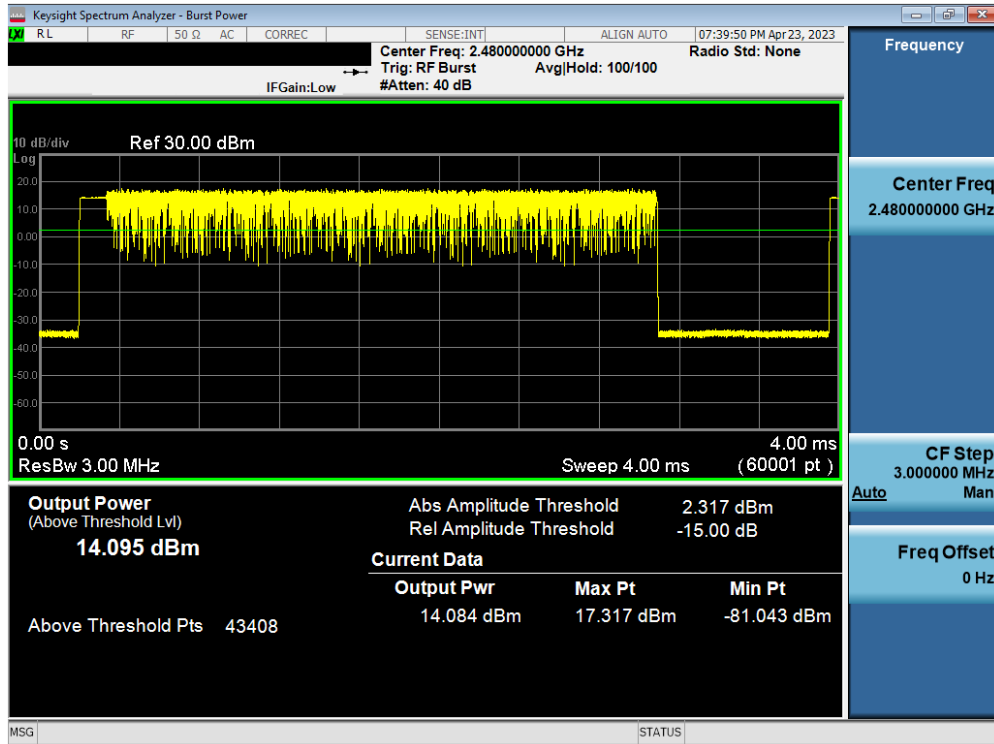 Keysight Spectrum Analyzer - Burst Power
LXI RL RF 50 Ω AC CORREC SENSE:INT ALIGN AUTO 07:39:50 PM Apr 23, 2023
Center Freq: 2.480000000 GHz Radio Std: None
Trig: RF Burst Avg|Hold: 100/100
IFGain:Low #Atten: 40 dB
10 dB/div Ref 30.00 dBm
Log
20.0
10.0
0.00
-10.0
-20.0
-30.0
-40.0
-50.0
-60.0
0.00 s 4.00 ms
ResBw 3.00 MHz Sweep 4.00 ms (60001 pt)
Output Power
(Above Threshold Lvl)
14.095 dBm
Above Threshold Pts 43408
Abs Amplitude Threshold 2.317 dBm
Rel Amplitude Threshold -15.00 dB
Current Data
Output Pwr Max Pt Min Pt
14.084 dBm 17.317 dBm -81.043 dBm
Frequency
Center Freq
2.480000000 GHz
CF Step
3.000000 MHz
Auto Man
Freq Offset
0 Hz
MSG STATUS